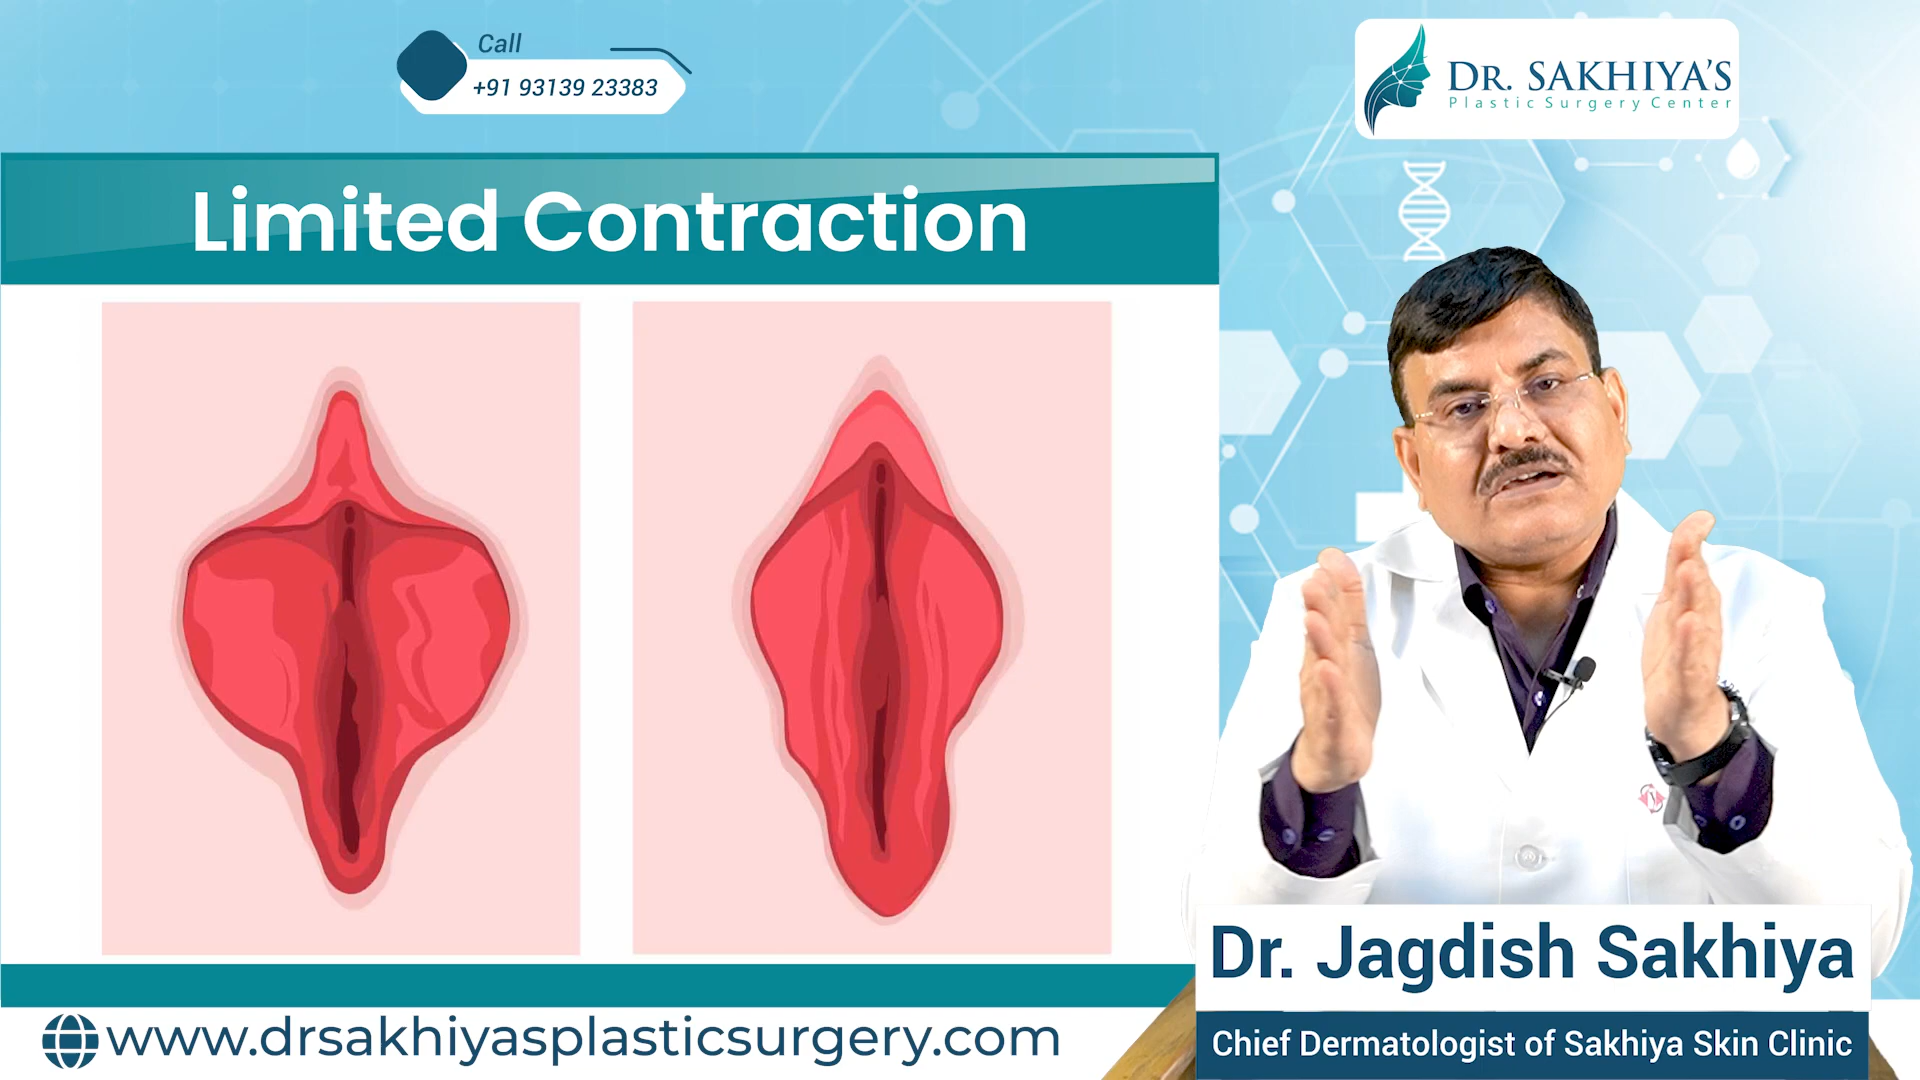 Call
+91 93139 23383
DR. SAKHIYA'S
Plastic Surgery Center
Limited Contraction
Dr. Jagdish Sakhiya
www.drsakhiyasplasticsurgery.com
Chief Dermatologist of Sakhiya Skin Clinic